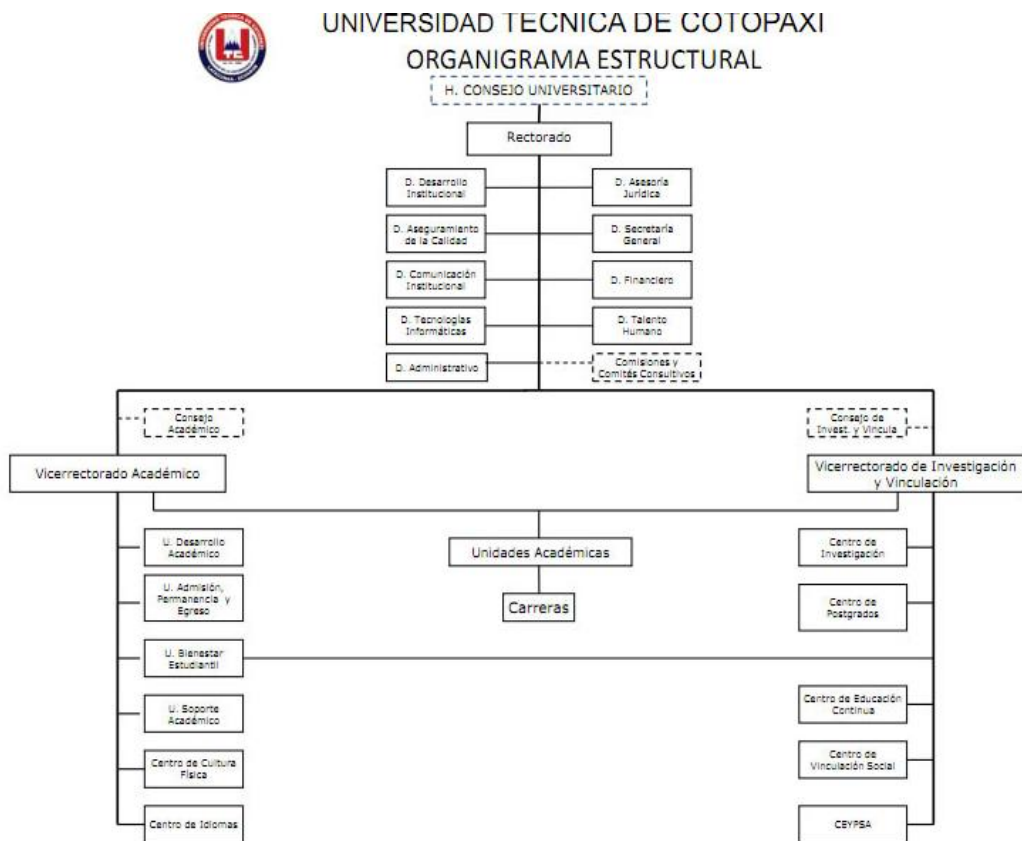 UNIVERSIDAD TECNICA DE COTOPAXI
ORGANIGRAMA ESTRUCTURAL
H. CONSEJO UNIVERSITARIO
Rectorado
D. Desarrollo
Institucional
D. Asesoría
Jurídica
D. Aseguramiento
de la Calidad
D. Secretaría
General
D. Comunicación
Institucional
D. Financiero
D. Tecnologías
Informáticas
D. Talento
Humano
D. Administrativo
Comisiones y
Comités Consultivos
Consejo
Académico
Consejo de
Invest. y Vincula
Vicerrectorado Académico
Vicerrectorado de Investigación
y Vinculación
U. Desarrollo
Académico
Unidades Académicas
Centro de
Investigación
U. Admisión,
Permanencia y
Egreso
Carreras
Centro de
Postgrados
U. Bienestar
Estudiantil
U. Soporte
Académico
Centro de Educación
Continua
Centro de Cultura
Física
Centro de
Vinculación Social
Centro de Idiomas
CEYPSA